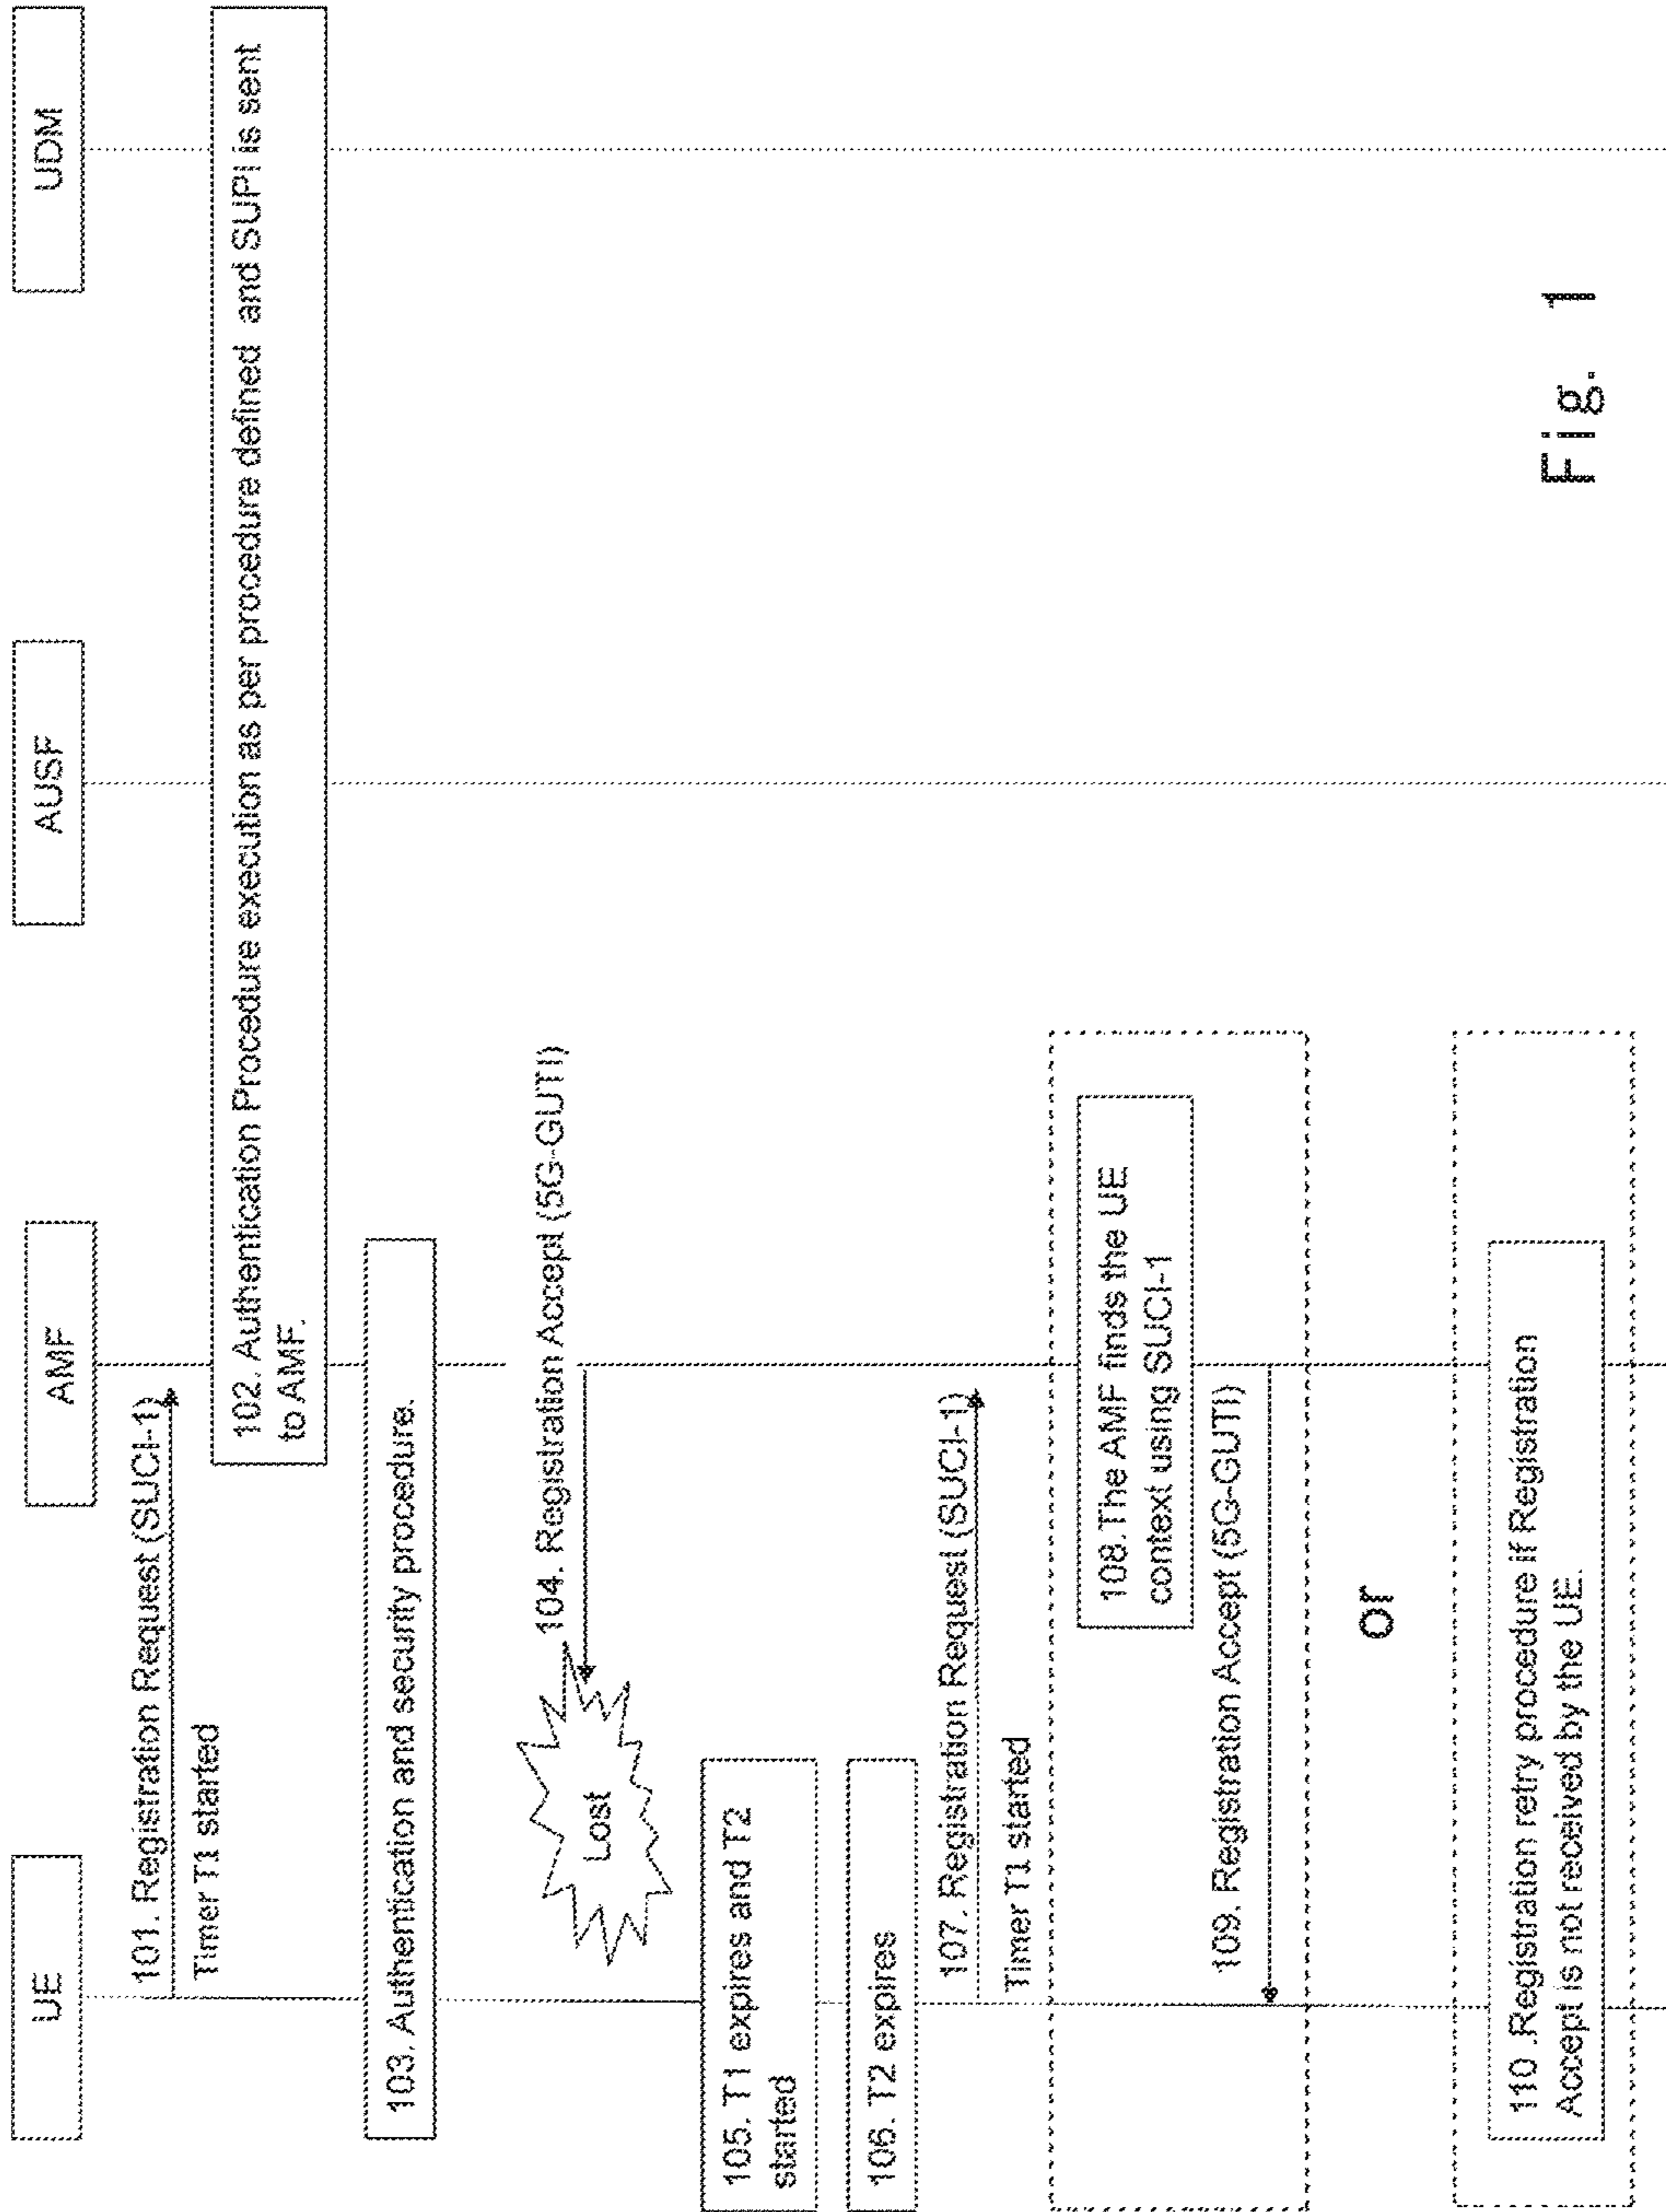 UE
AMF
AUSF
UDM
101. Registration Request (SUCI-1)
Timer T1 started
102. Authentication Procedure execution as per procedure defined and SUPI is sent
to AMF.
103. Authentication and security procedure.
104. Registration Accept (5G-GUTI)
Lost
105. T1 expires and T2
started
106. T2 expires
107. Registration Request (SUCI-1)
Timer T1 started
108.The AMF finds the UE
context using SUCI-1
109. Registration Accept (5G-GUTI)
or
110 .Registration retry procedure if Registration
Accept is not received by the UE.
Fig. 1